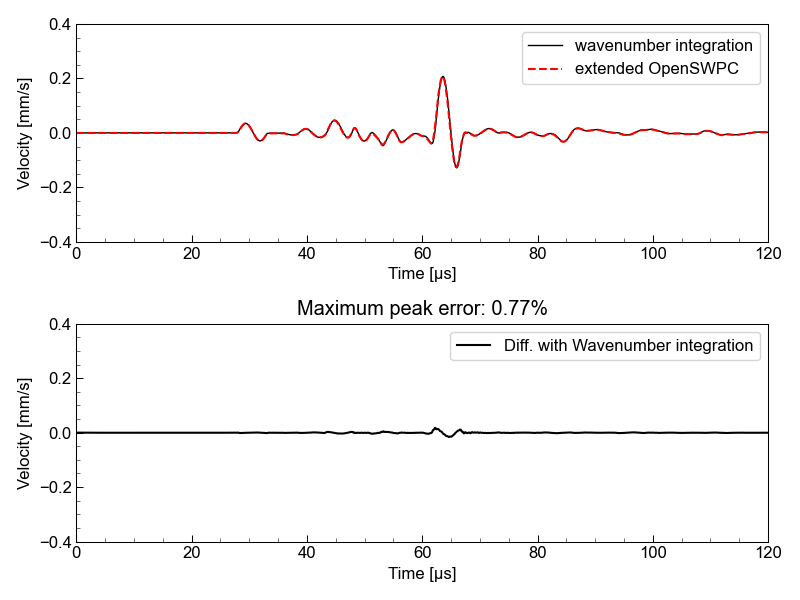 0.4
0.2
0.0
−0.2
−0.4
Velocity [mm/s]
wavenumber integration
extended OpenSWPC
0 20 40 60 80 100 120
Time [μs]
Maximum peak error: 0.77%
0.4
0.2
0.0
−0.2
−0.4
Velocity [mm/s]
Diff. with Wavenumber integration
0 20 40 60 80 100 120
Time [μs]